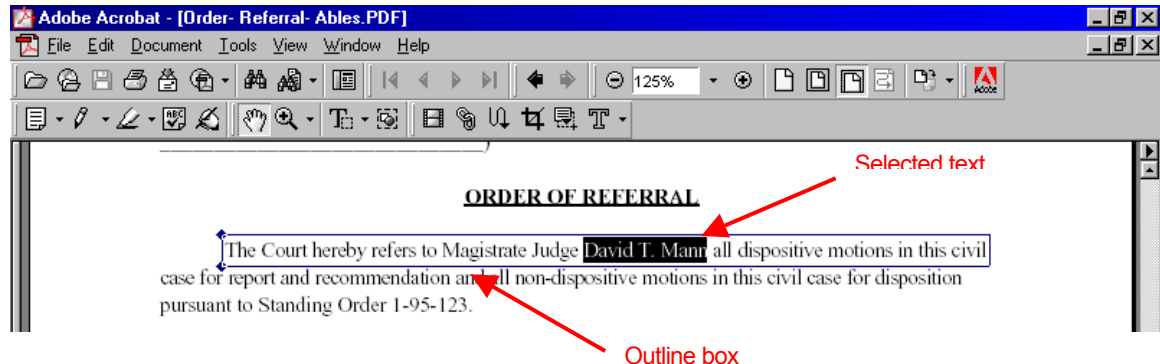 Adobe Acrobat - [Order- Referral- Ables.PDF]
File Edit Document Tools View Window Help
125%
ADOBE
Selected text
ORDER OF REFERRAL
The Court hereby refers to Magistrate Judge David T. Mann all dispositive motions in this civil
case for report and recommendation and all non-dispositive motions in this civil case for disposition
pursuant to Standing Order 1-95-123.
Outline box